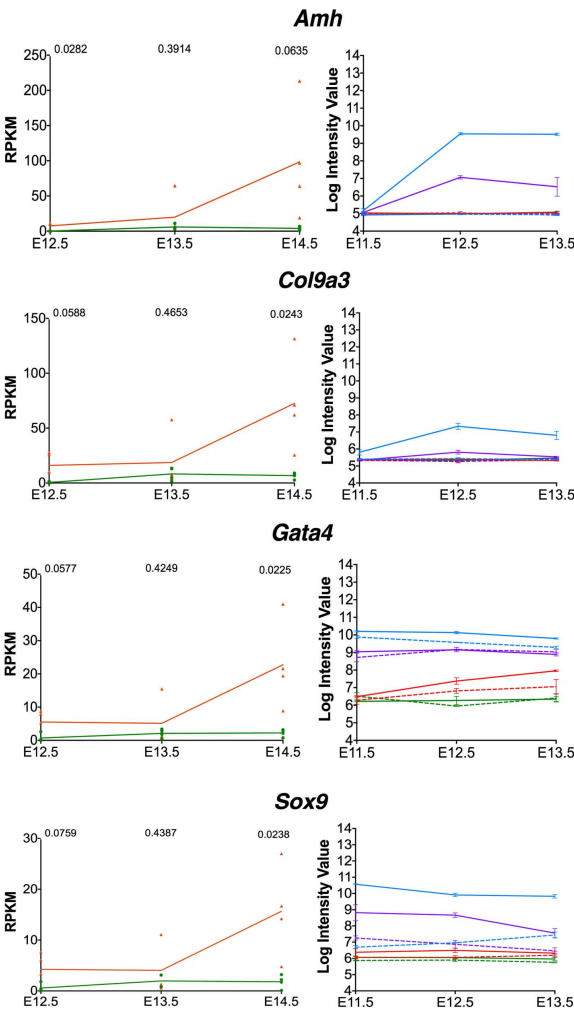 Amh
0.0282 0.3914 0.0635
RPKM
250
200
150
100
50
0
E12.5 E13.5 E14.5
Log Intensity Value
14
13
12
11
10
9
8
7
6
5
4
E11.5 E12.5 E13.5
Col9a3
0.0588 0.4653 0.0243
RPKM
150
100
50
0
E12.5 E13.5 E14.5
Log Intensity Value
14
13
12
11
10
9
8
7
6
5
4
E11.5 E12.5 E13.5
Gata4
0.0577 0.4249 0.0225
RPKM
50
40
30
20
10
0
E12.5 E13.5 E14.5
Log Intensity Value
14
13
12
11
10
9
8
7
6
5
4
E11.5 E12.5 E13.5
Sox9
0.0759 0.4387 0.0238
RPKM
30
20
10
0
E12.5 E13.5 E14.5
Log Intensity Value
14
13
12
11
10
9
8
7
6
5
4
E11.5 E12.5 E13.5